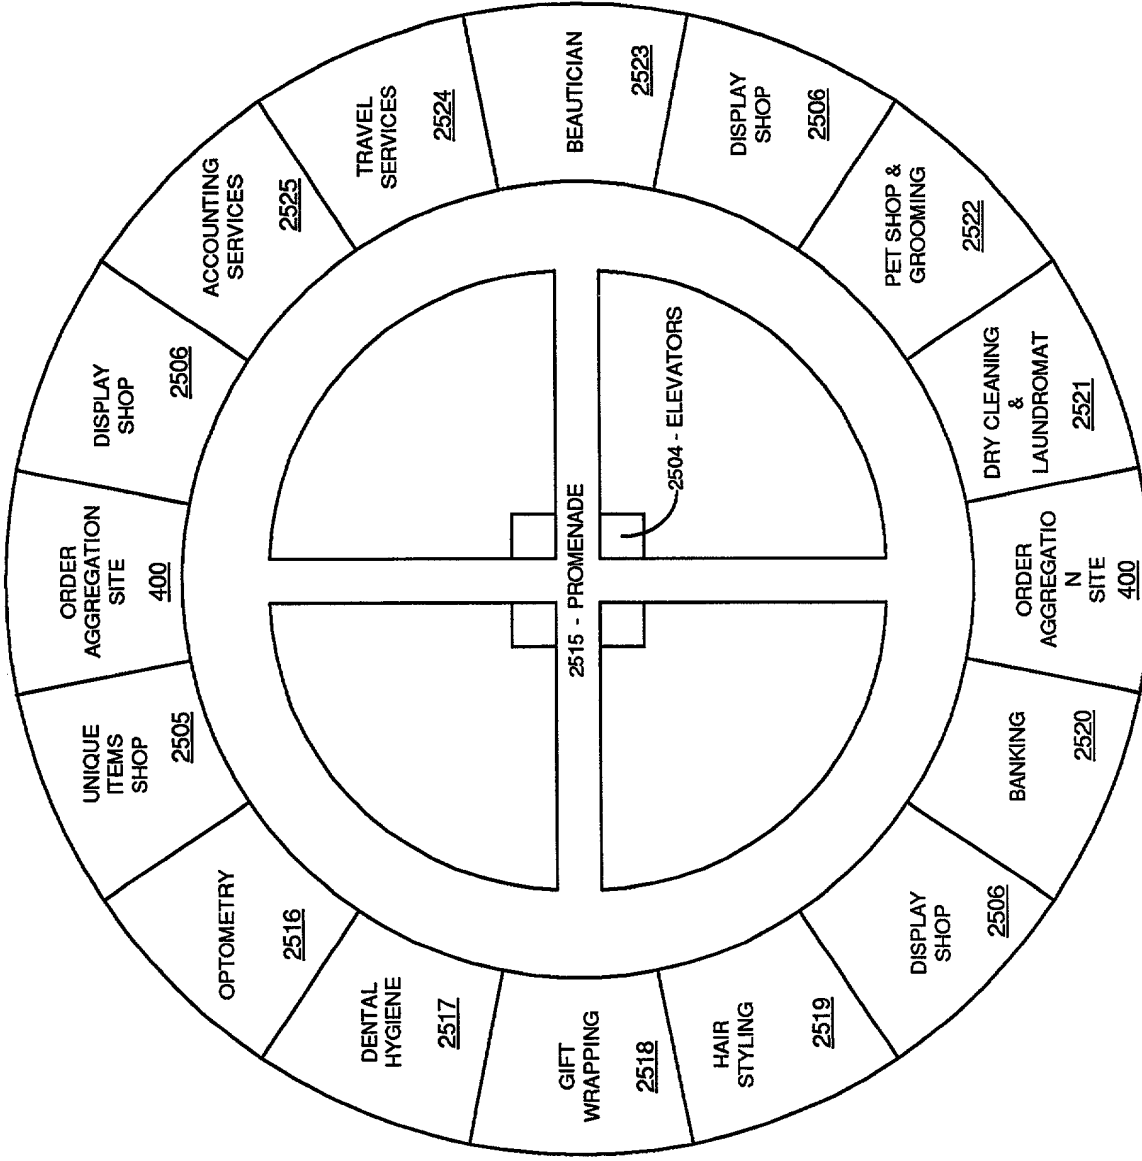 BEAUTICIAN
2523
DISPLAY
SHOP
2506
PET SHOP &
GROOMING
2522
DRY CLEANING
&
LAUNDROMAT
2521
ORDER
AGGREGATIO
N
SITE
400
BANKING
2520
DISPLAY
SHOP
2506
HAIR
STYLING
2519
GIFT
WRAPPING
2518
DENTAL
HYGIENE
2517
OPTOMETRY
2516
UNIQUE
ITEMS
SHOP
2505
ORDER
AGGREGATION
SITE
400
DISPLAY
SHOP
2506
ACCOUNTING
SERVICES
2525
TRAVEL
SERVICES
2524
2515 - PROMENADE
2504 - ELEVATORS